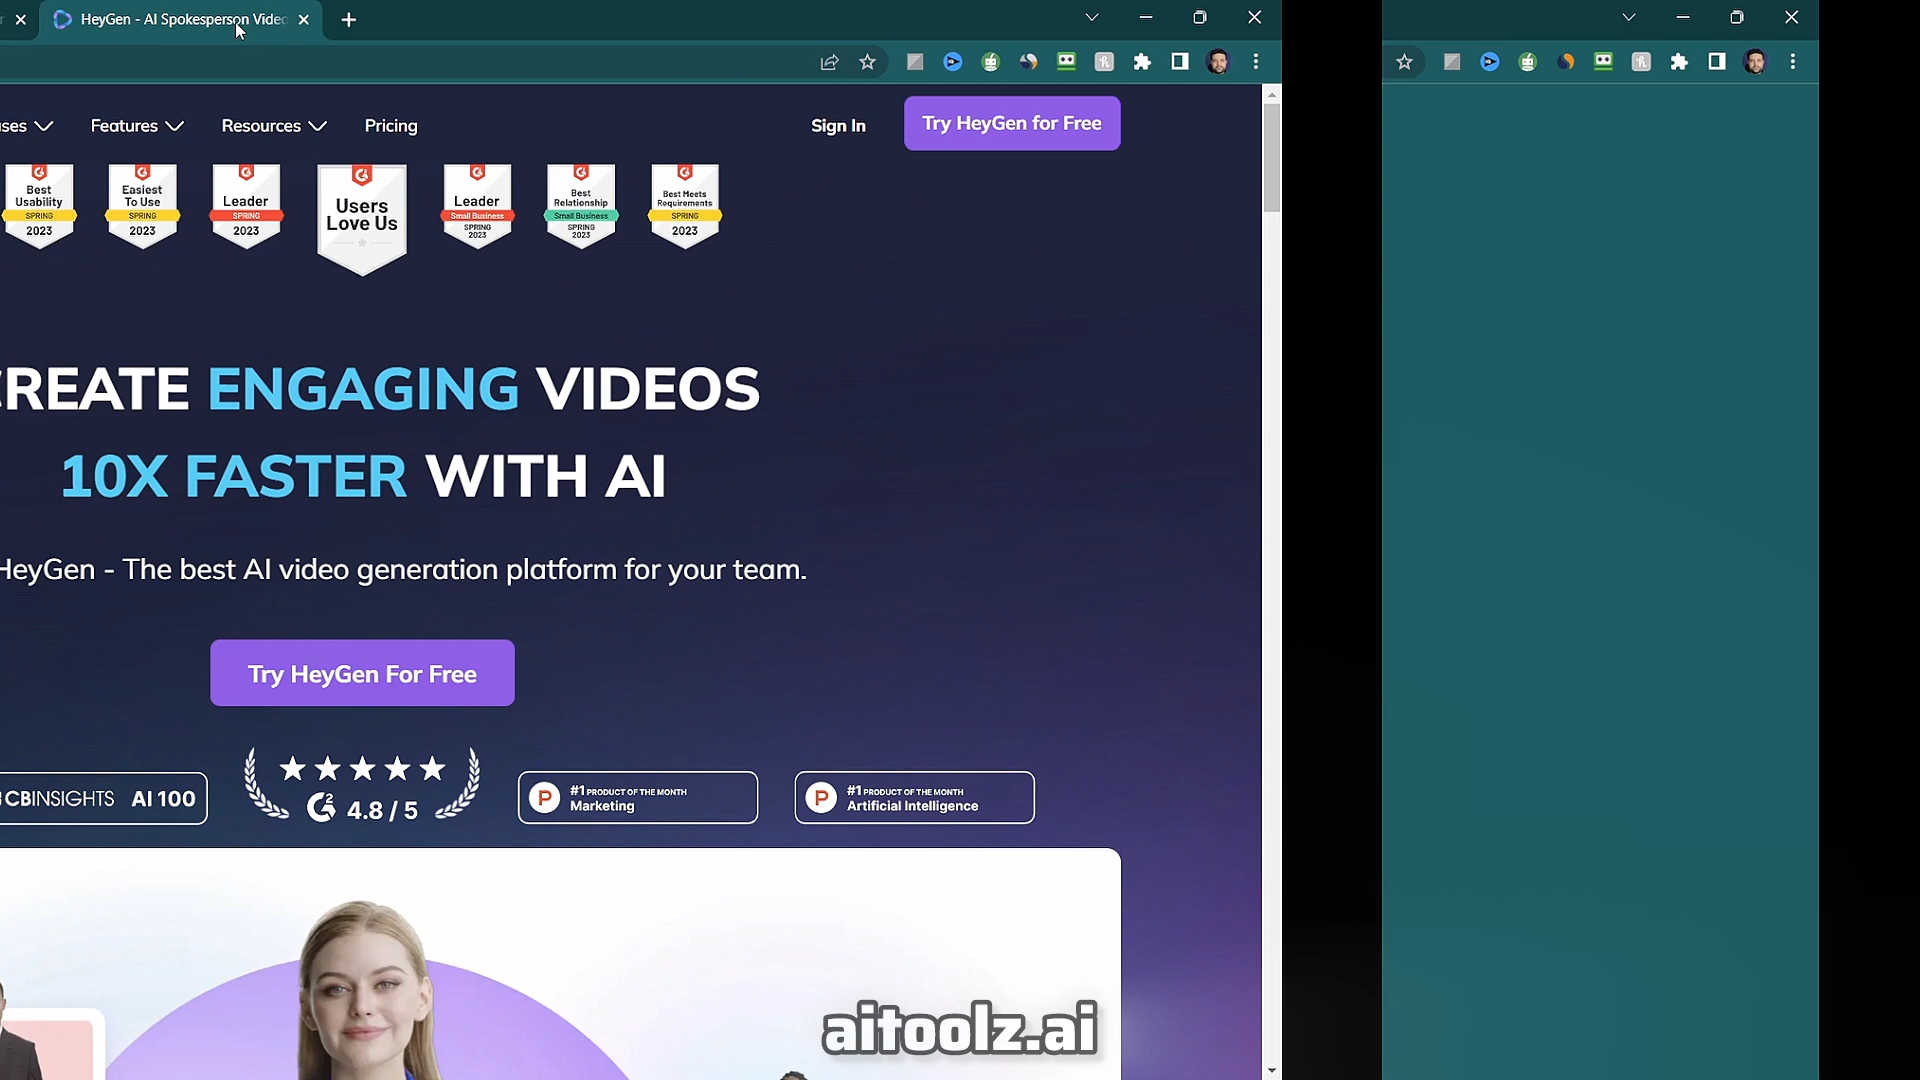 HeyGen - AI Spokesperson Video
Features
Resources
Pricing
Sign In
Try HeyGen for Free
Best
Usability
SPRING
2023
Easiest
To Use
SPRING
2023
Leader
SPRING
2023
Users
Love Us
Leader
Small Business
SPRING
2023
Best
Relationship
Small Business
SPRING
2023
Best Meets
Requirements
SPRING
2023
REATE ENGAGING VIDEOS
10X FASTER WITH AI
HeyGen - The best AI video generation platform for your team.
Try HeyGen For Free
CBINSIGHTS AI 100
G2 4.8 / 5
P #1 PRODUCT OF THE MONTH
Marketing
P #1 PRODUCT OF THE MONTH
Artificial Intelligence
aitoolz.ai